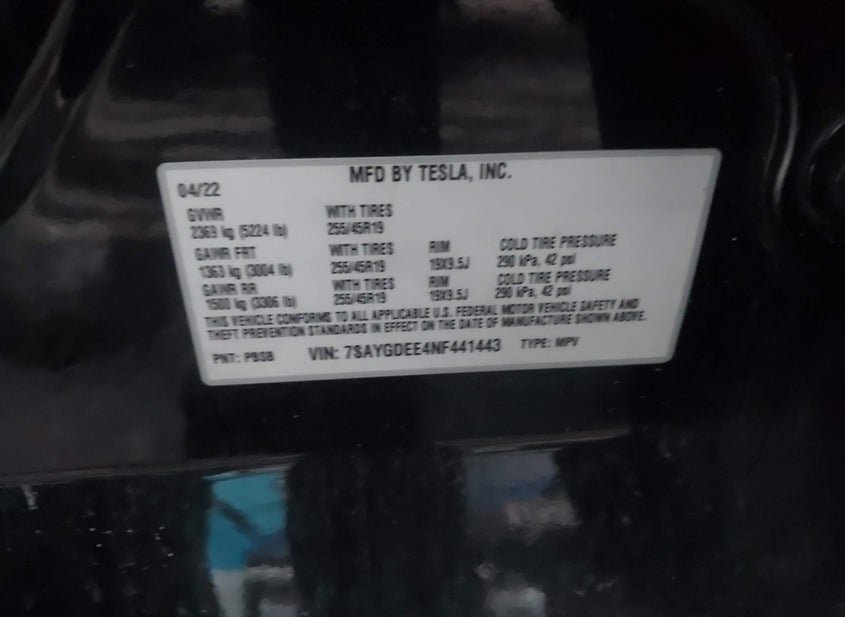 MFD BY TESLA, INC.
04/22
GVWR WITH TIRES
2369 kg (5224 lb) 255/45R19
GAWR FRT WITH TIRES RIM COLD TIRE PRESSURE
1363 kg (3004 lb) 255/45R19 19X9.5J 290 kPa, 42 psi
GAWR RR WITH TIRES RIM COLD TIRE PRESSURE
1500 kg (3306 lb) 255/45R19 19X9.5J 290 kPa, 42 psi
THIS VEHICLE CONFORMS TO ALL APPLICABLE U.S. FEDERAL MOTOR VEHICLE SAFETY AND
THEFT PREVENTION STANDARDS IN EFFECT ON THE DATE OF MANUFACTURE SHOWN ABOVE.
PNT: PBSB VIN: 7SAYGDEE4NF441443 TYPE: MPV